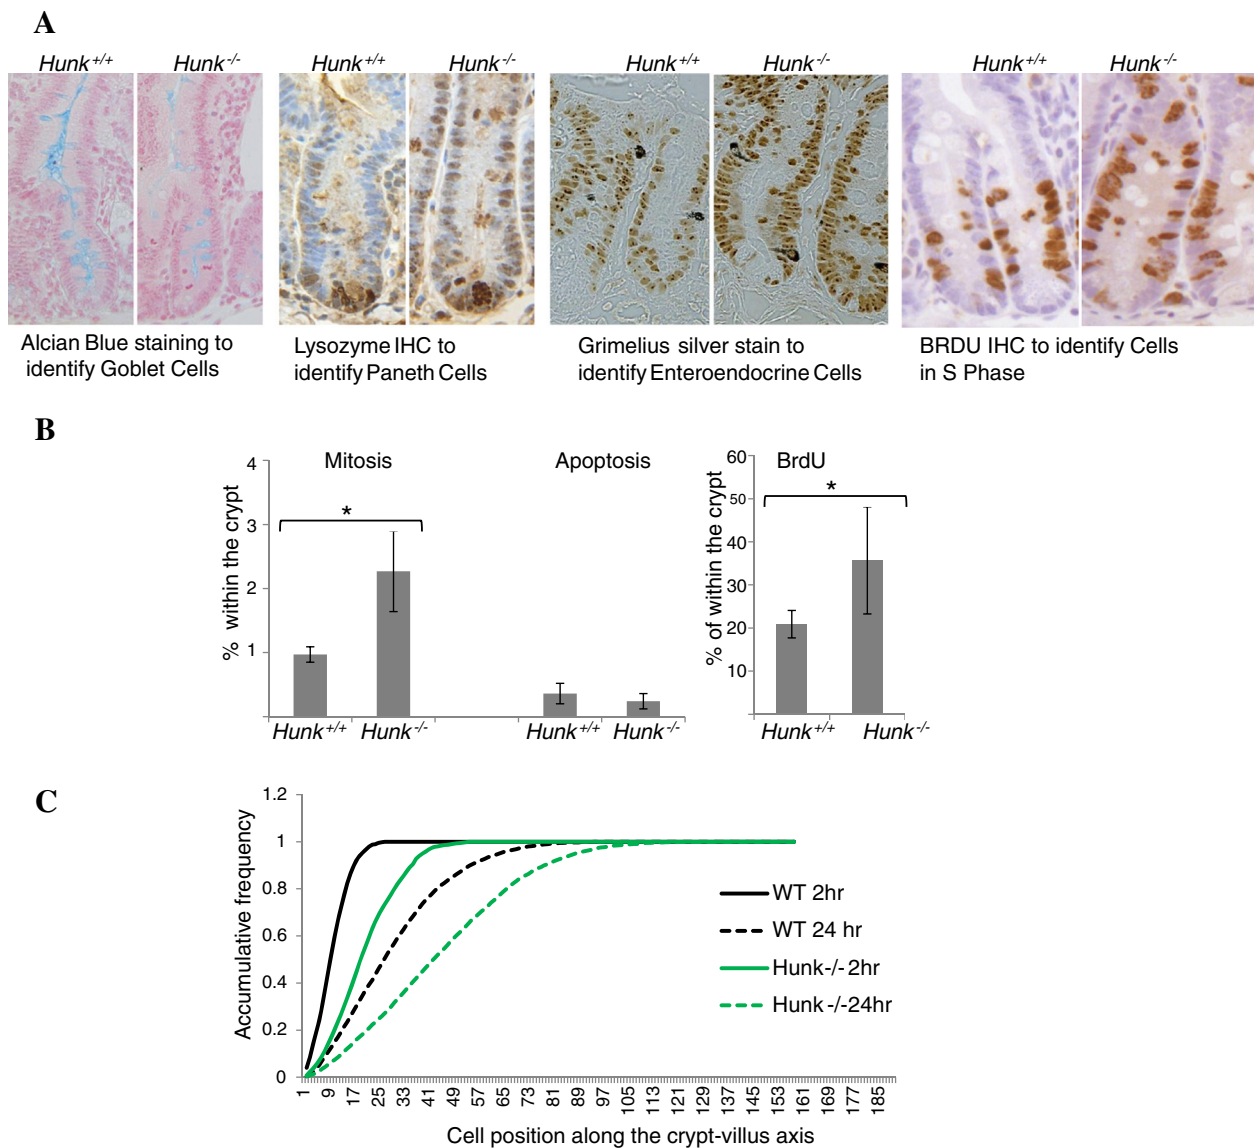 A
Hunk+/+ Hunk-/- Hunk+/+ Hunk-/- Hunk+/+ Hunk-/- Hunk+/+ Hunk-/-
Alcian Blue staining to
identify Goblet Cells
Lysozyme IHC to
identify Paneth Cells
Grimelius silver stain to
identify Enteroendocrine Cells
BRDU IHC to identify Cells
in S Phase
B
Mitosis
Apoptosis
% within the crypt
4
3
2
1
*
Hunk+/+ Hunk-/- Hunk+/+ Hunk-/-
BrdU
% of within the crypt
60
50
40
30
20
10
*
Hunk+/+ Hunk-/-
C
Accumulative frequency
1.2
1
0.8
0.6
0.4
0.2
0
1 9 17 25 33 41 49 57 73 81 89 97 105 113 121 129 137 145 153 161 169 177 185
Cell position along the crypt-villus axis
WT 2hr
WT 24 hr
Hunk-/- 2hr
Hunk -/-24hr